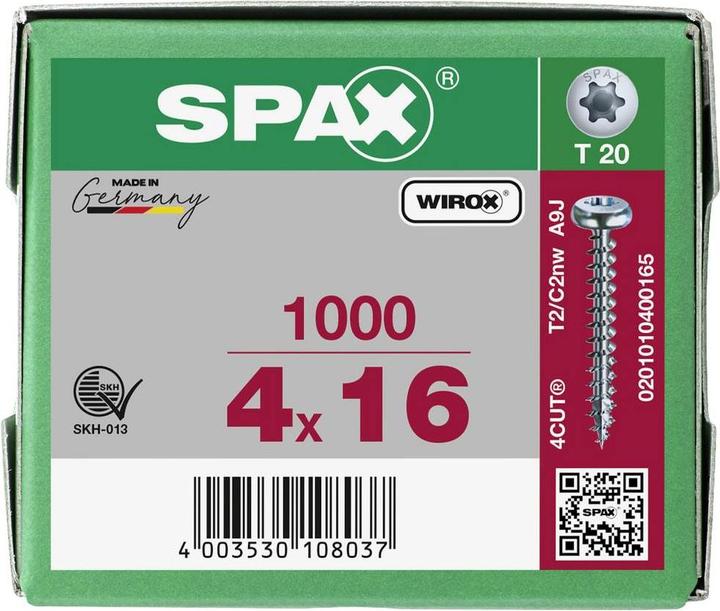 SPAX®
SPAX
T 20
MADE IN
Germany
WIROX®
1000
4x16
SKH
SKH-013
4CUT® T2/C2nw A9J
0201010400165
SPAX
4 003530 108037